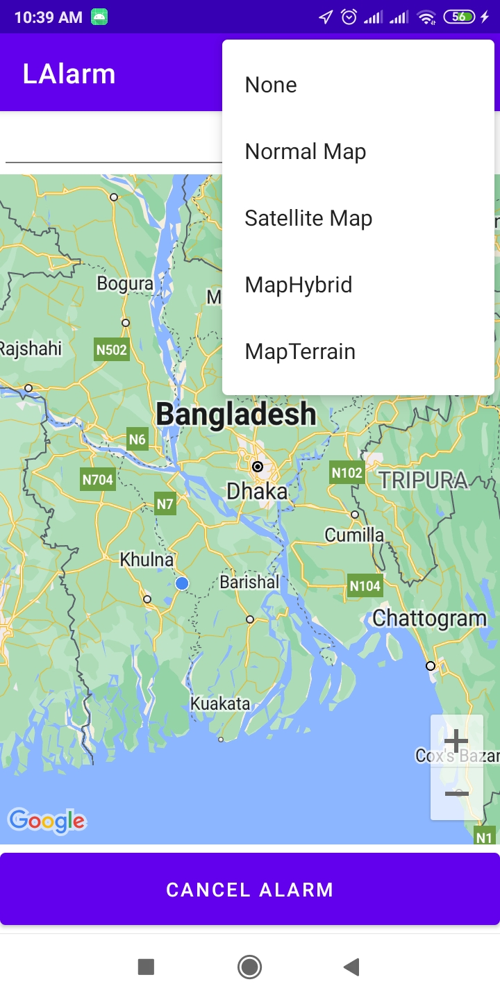 10:39 AM
56
LAlarm
None
Normal Map
Satellite Map
MapHybrid
MapTerrain
Bogura
M
Rajshahi
N502
Bangladesh
N6
N704
N102
TRIPURA
Dhaka
N7
Cumilla
Khulna
Barishal
N104
Chattogram
Kuakata
Cox's Bazar
Google
N1
CANCEL ALARM